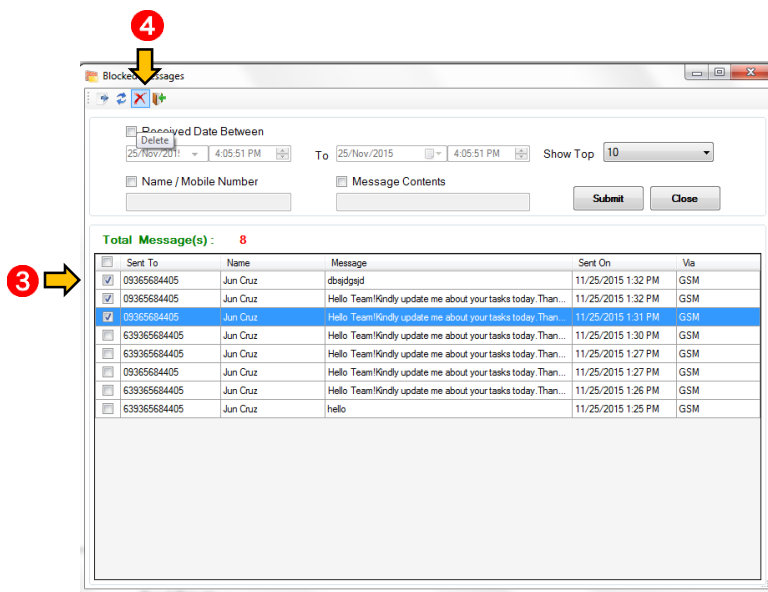 4
Blocked Messages
Received Date Between
Delete
25/Nov/201! 4:05:51 PM To 25/Nov/2015 4:05:51 PM Show Top 10
Name / Mobile Number Message Contents
Submit Close
Total Message(s) : 8
3
Sent To Name Message Sent On Via
09365684405 Jun Cruz dbsjdgsjd 11/25/2015 1:32 PM GSM
09365684405 Jun Cruz Hello Team!Kindly update me about your tasks today.Than... 11/25/2015 1:32 PM GSM
09365684405 Jun Cruz Hello Team!Kindly update me about your tasks today.Than... 11/25/2015 1:31 PM GSM
639365684405 Jun Cruz Hello Team!Kindly update me about your tasks today.Than... 11/25/2015 1:30 PM GSM
639365684405 Jun Cruz Hello Team!Kindly update me about your tasks today.Than... 11/25/2015 1:27 PM GSM
09365684405 Jun Cruz Hello Team!Kindly update me about your tasks today.Than... 11/25/2015 1:27 PM GSM
639365684405 Jun Cruz Hello Team!Kindly update me about your tasks today.Than... 11/25/2015 1:26 PM GSM
639365684405 Jun Cruz hello 11/25/2015 1:25 PM GSM